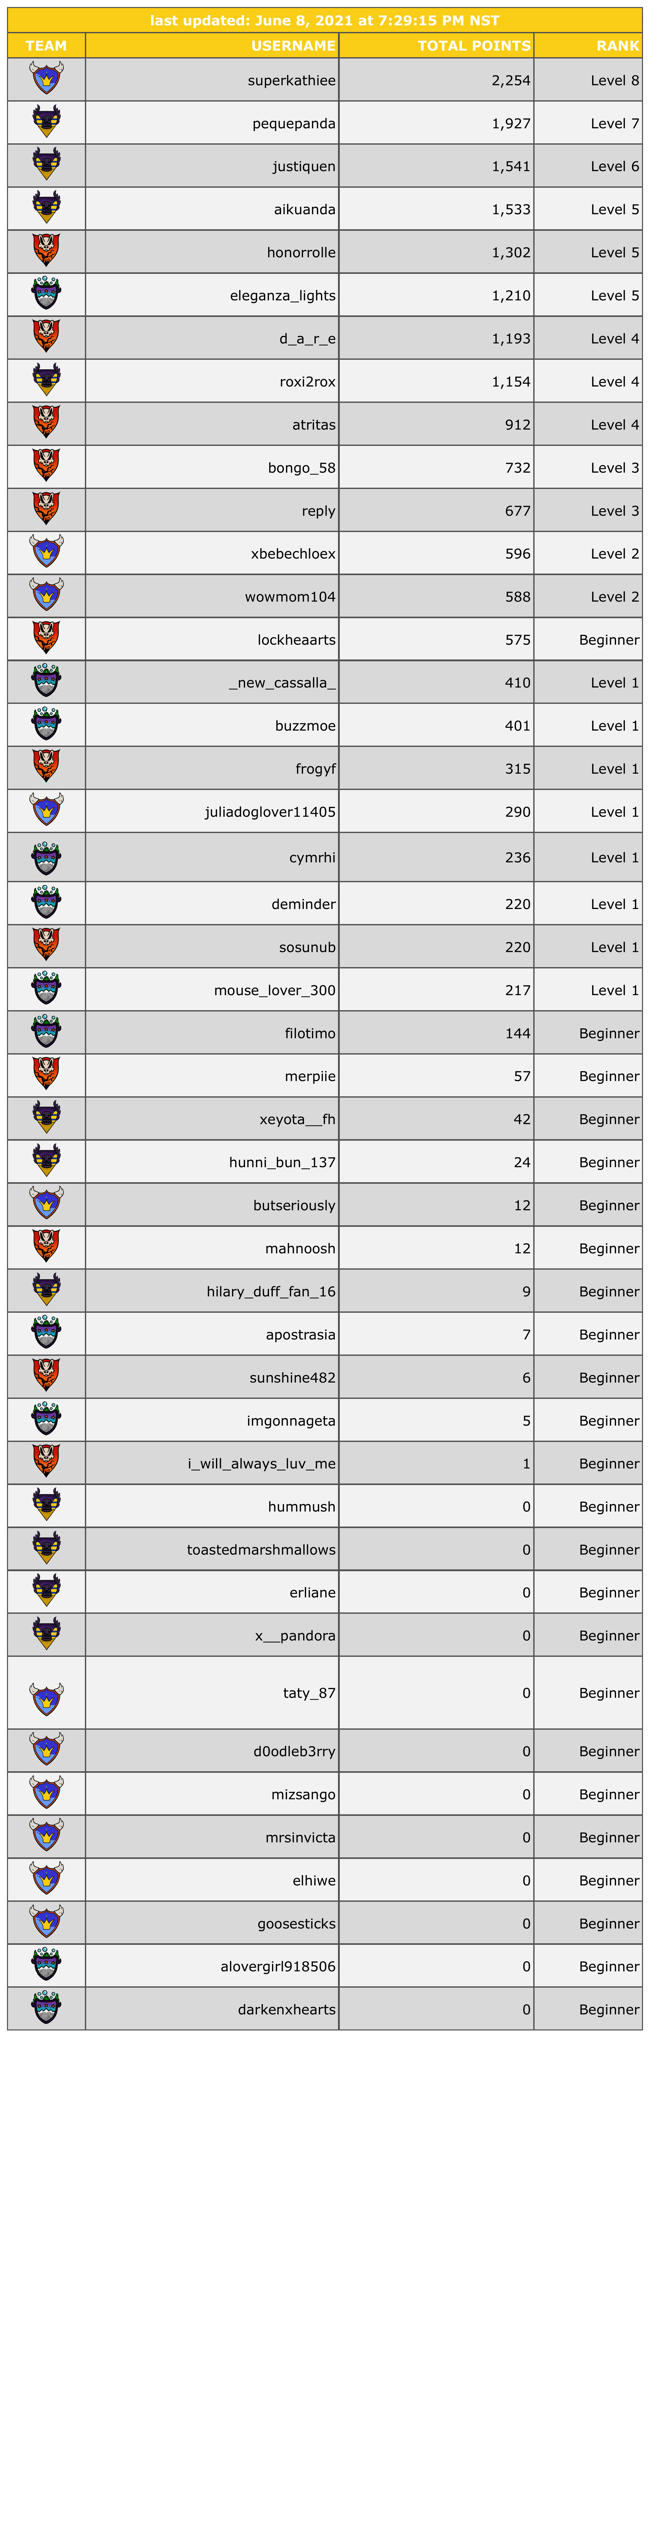 last updated: June 8, 2021 at 7:29:15 PM NST
TEAM USERNAME TOTAL POINTS RANK
superkathiee 2,254 Level 8
pequepanda 1,927 Level 7
justiquen 1,541 Level 6
aikuanda 1,533 Level 5
honorrolle 1,302 Level 5
eleganza_lights 1,210 Level 5
d_a_r_e 1,193 Level 4
roxi2rox 1,154 Level 4
atritas 912 Level 4
bongo_58 732 Level 3
reply 677 Level 3
xbebechloex 596 Level 2
wowmom104 588 Level 2
lockheaarts 575 Beginner
_new_cassalla_ 410 Level 1
buzzmoe 401 Level 1
frogyf 315 Level 1
juliadoglover11405 290 Level 1
cymrhi 236 Level 1
deminder 220 Level 1
sosunub 220 Level 1
mouse_lover_300 217 Level 1
filotimo 144 Beginner
merpiie 57 Beginner
xeyota__fh 42 Beginner
hunni_bun_137 24 Beginner
butseriously 12 Beginner
mahnoosh 12 Beginner
hilary_duff_fan_16 9 Beginner
apostrasia 7 Beginner
sunshine482 6 Beginner
imgonnageta 5 Beginner
i_will_always_luv_me 1 Beginner
hummush 0 Beginner
toastedmarshmallows 0 Beginner
erliane 0 Beginner
x__pandora 0 Beginner
taty_87 0 Beginner
d0odleb3rry 0 Beginner
mizsango 0 Beginner
mrsinvicta 0 Beginner
elhiwe 0 Beginner
goosesticks 0 Beginner
alovergirl918506 0 Beginner
darkenxhearts 0 Beginner